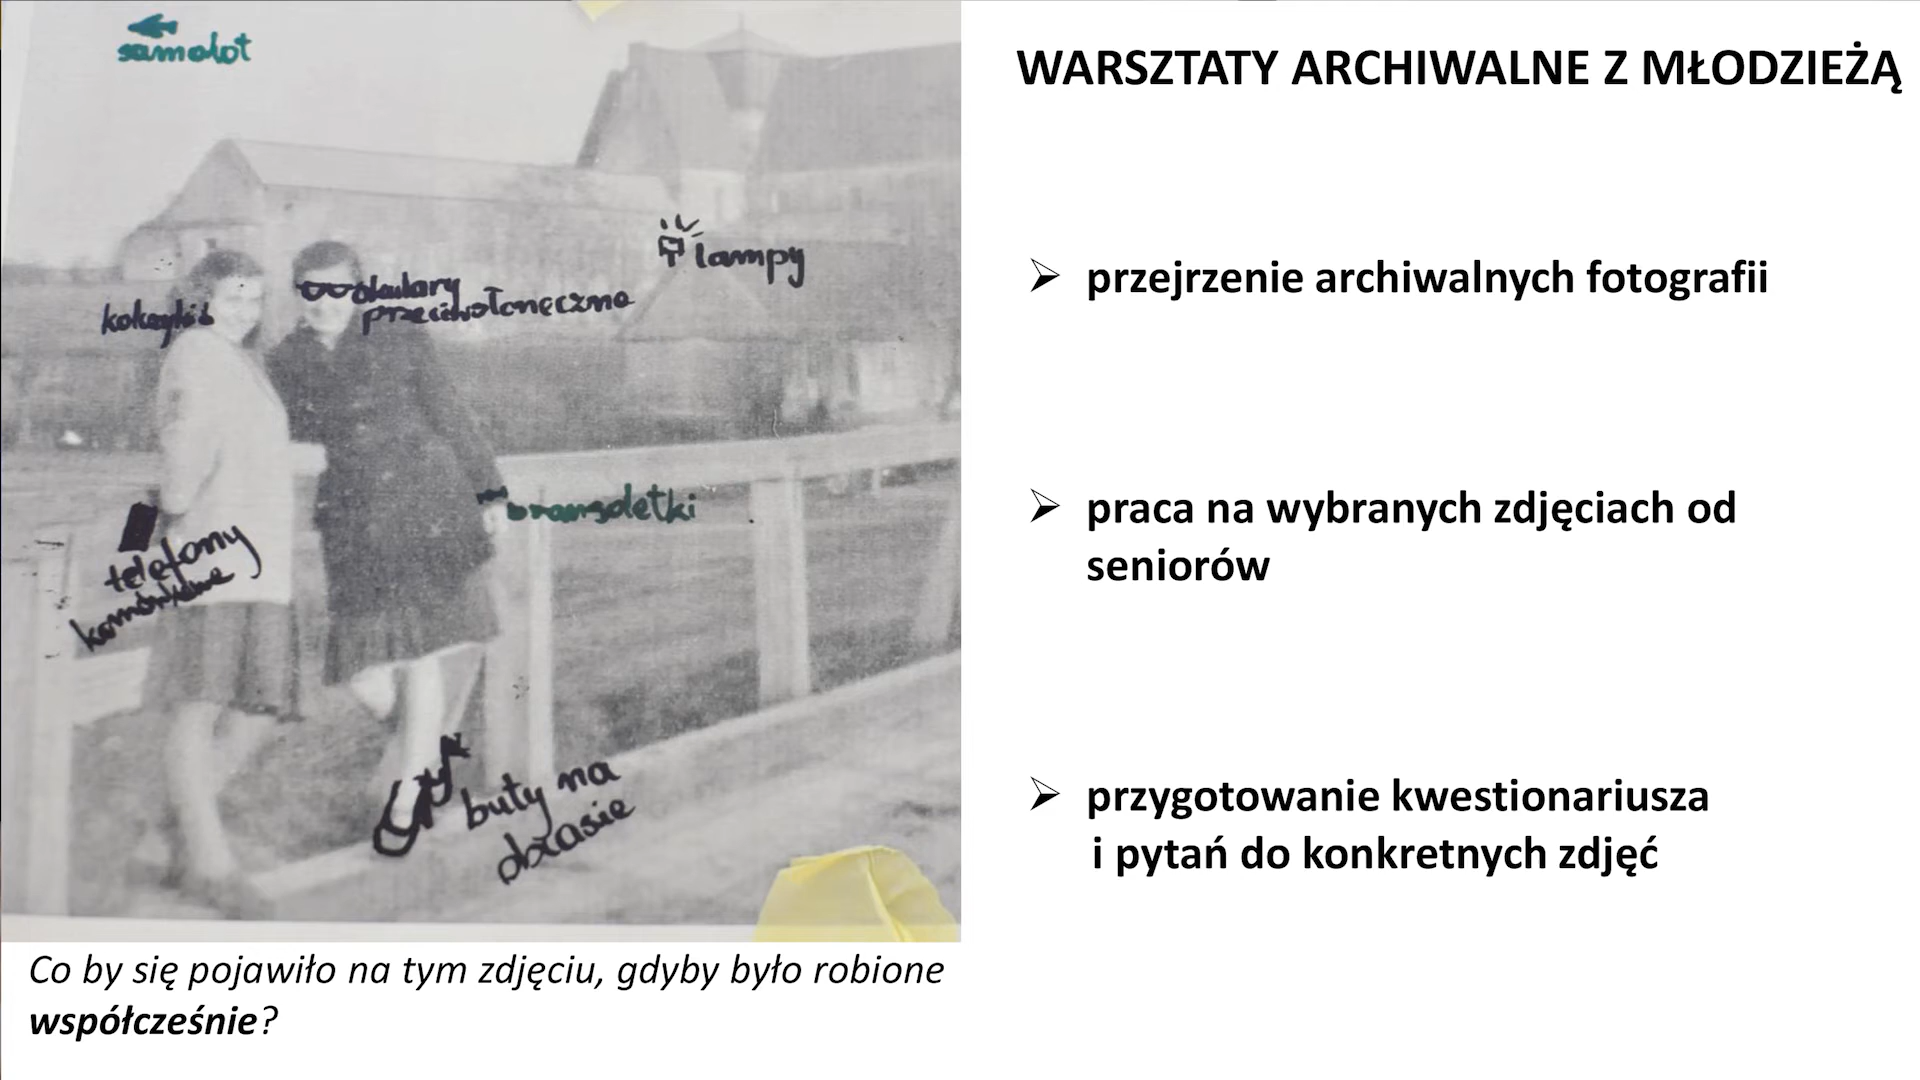 samolot
lampy
okulary
przeciwsłoneczne
kolczyki
bransoletki
telefony
komórkowe
buty na
obcasie
Co by się pojawiło na tym zdjęciu, gdyby było robione
współcześnie?
WARSZTATY ARCHIWALNE Z MŁODZIEŻĄ
➢ przejrzenie archiwalnych fotografii
➢ praca na wybranych zdjęciach od
seniorów
➢ przygotowanie kwestionariusza
i pytań do konkretnych zdjęć